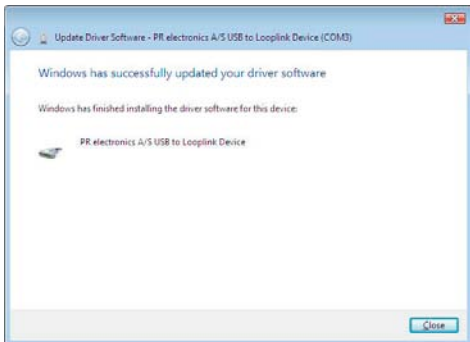 Update Driver Software - PR electronics A/S USB to Looplink Device (COM3)
Windows has successfully updated your driver software
Windows has finished installing the driver software for this device:
PR electronics A/S USB to Looplink Device
Close